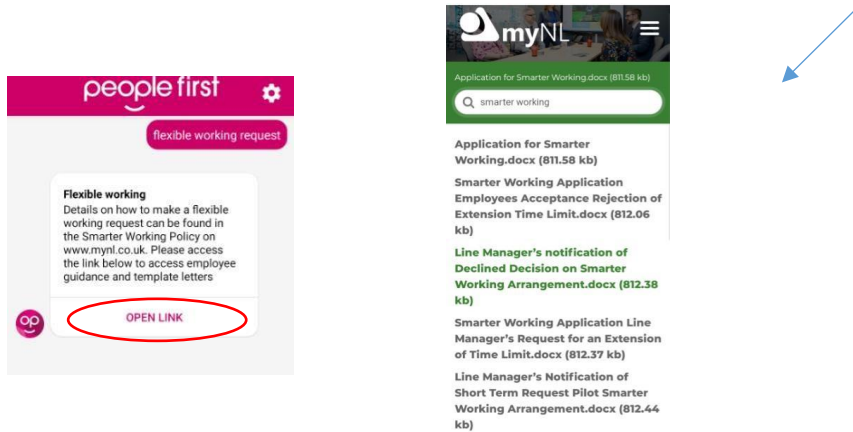 people first
flexible working request
Flexible working
Details on how to make a flexible
working request can be found in
the Smarter Working Policy on
www.mynl.co.uk. Please access
the link below to access employee
guidance and template letters
op
OPEN LINK
myNL
Application for Smarter Working.docx (811.58 kb)
smarter working
Application for Smarter
Working.docx (811.58 kb)
Smarter Working Application
Employees Acceptance Rejection of
Extension Time Limit.docx (812.06
kb)
Line Manager's notification of
Declined Decision on Smarter
Working Arrangement.docx (812.38
kb)
Smarter Working Application Line
Manager's Request for an Extension
of Time Limit.docx (812.37 kb)
Line Manager's Notification of
Short Term Request Pilot Smarter
Working Arrangement.docx (812.44
kb)